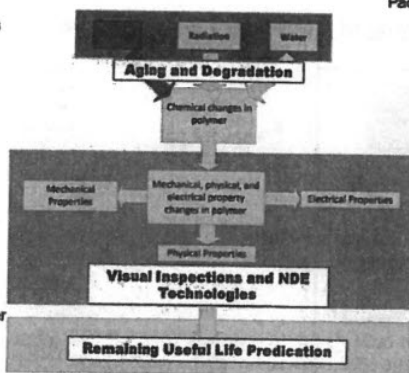 Radiation
Water
Aging and Degradation
Chemical changes in
polymer
Mechanical
Properties
Mechanical, physical, and
electrical property
changes in polymer
Electrical Properties
Physical Properties
Visual Inspections and NDE
Technologies
Remaining Useful Life Predication